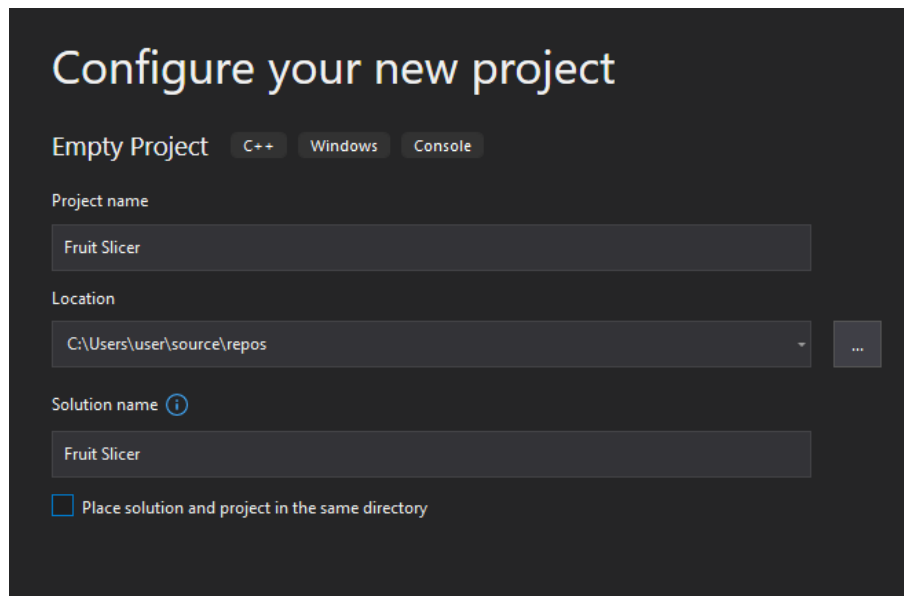 Configure your new project
Empty Project C++ Windows Console
Project name
Fruit Slicer
Location
C:\Users\user\source\repos
...
Solution name
Fruit Slicer
Place solution and project in the same directory